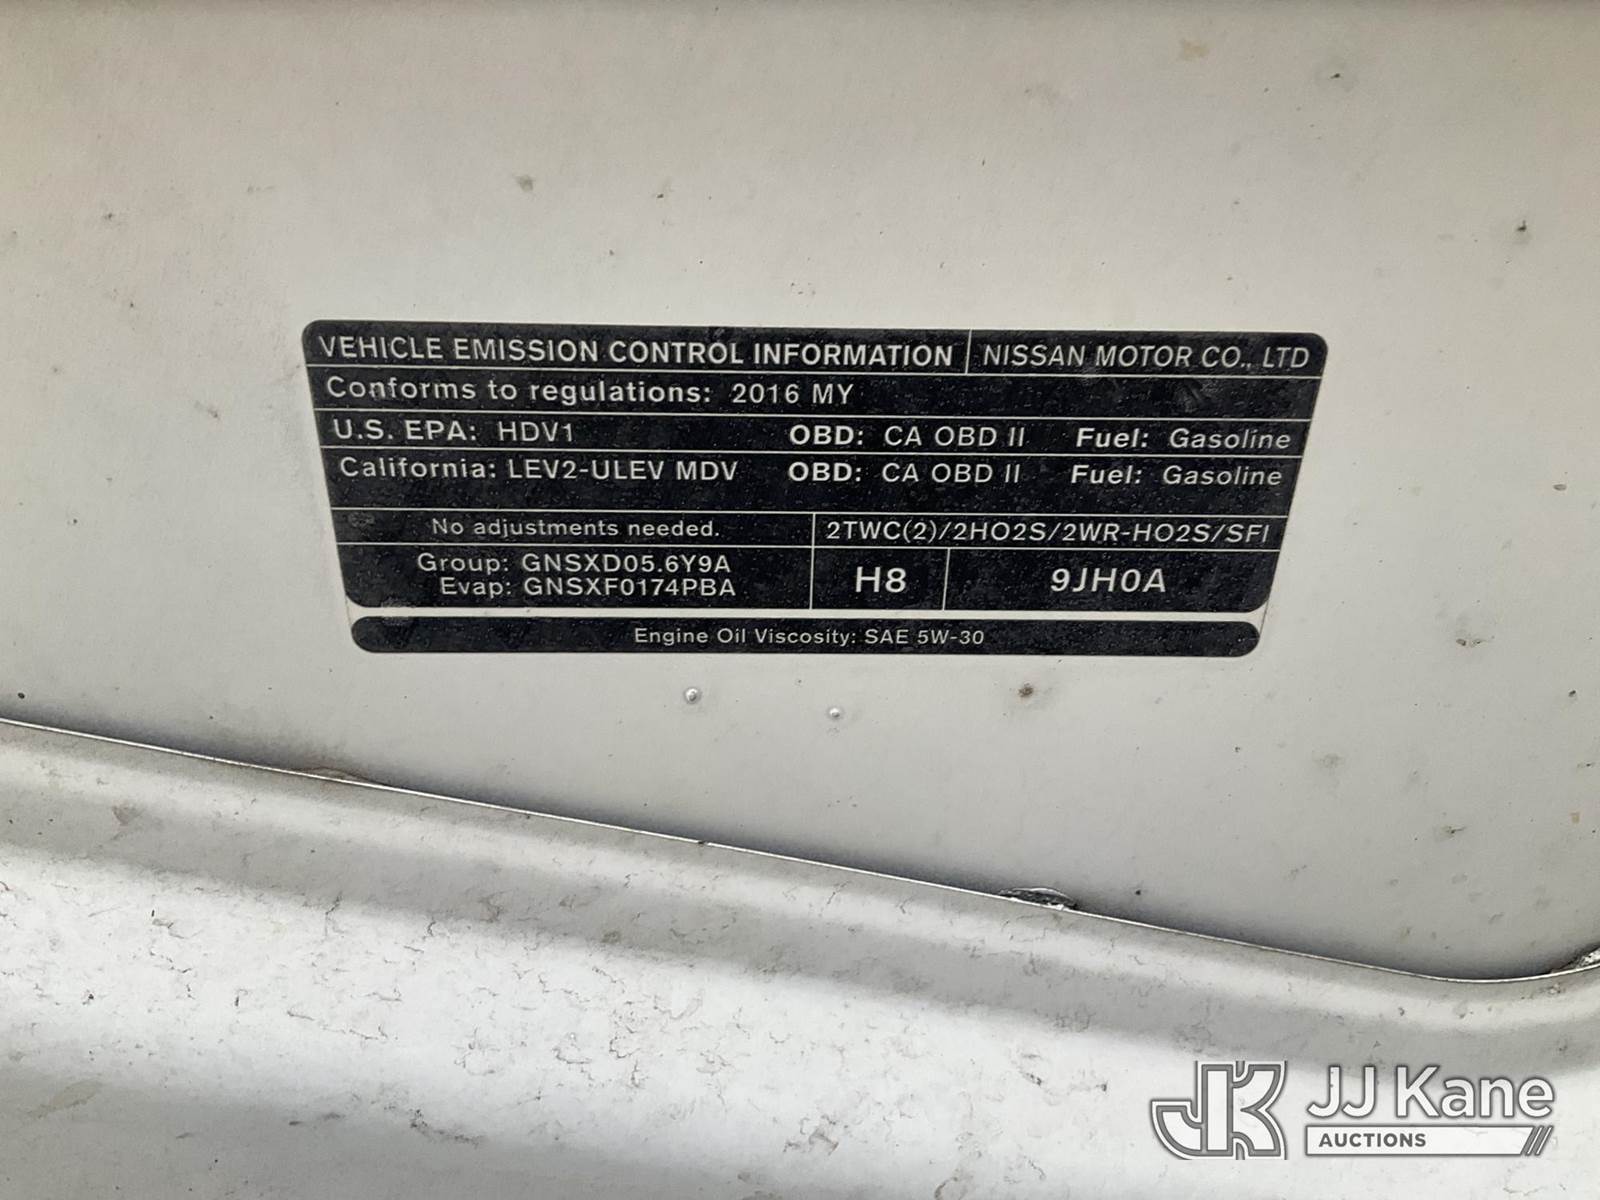 VEHICLE EMISSION CONTROL INFORMATION NISSAN MOTOR CO., LTD
Conforms to regulations: 2016 MY
U.S. EPA: HDV1 OBD: CA OBD II Fuel: Gasoline
California: LEV2-ULEV MDV OBD: CA OBD II Fuel: Gasoline
No adjustments needed. 2TWC(2)/2HO2S/2WR-HO2S/SFI
Group: GNSXD05.6Y9A
Evap: GNSXF0174PBA
H8 9JH0A
Engine Oil Viscosity: SAE 5W-30
JK JJ Kane
AUCTIONS